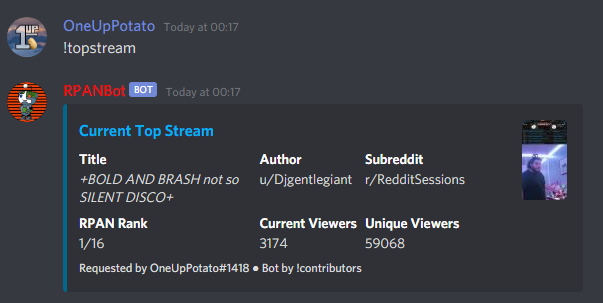 1UP
OneUpPotato Today at 00:17
!topstream
RPANBot BOT Today at 00:17
Current Top Stream
Title Author Subreddit
+BOLD AND BRASH not so u/Djgentlegiant r/RedditSessions
SILENT DISCO+
RPAN Rank Current Viewers Unique Viewers
1/16 3174 59068
Requested by OneUpPotato#1418 • Bot by !contributors